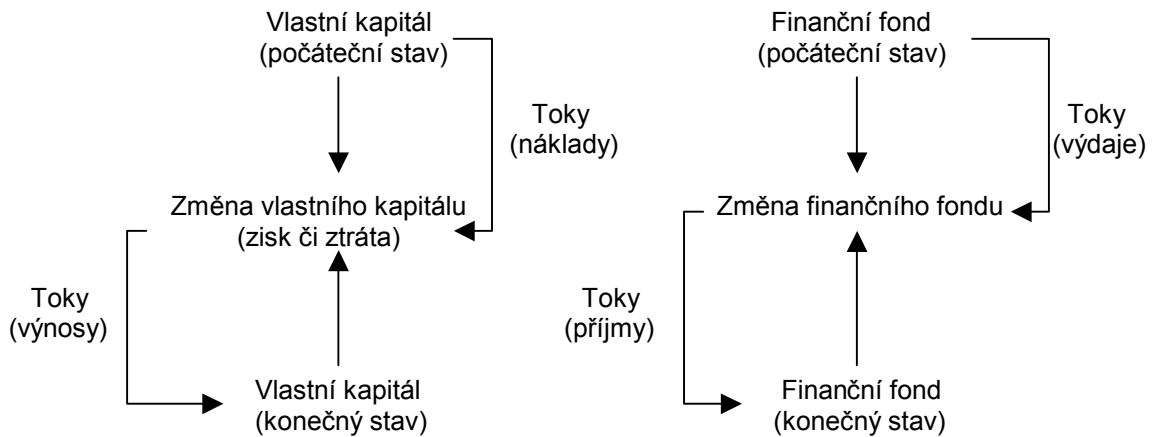 Vlastní kapitál
(počáteční stav)
Toky
(náklady)
Změna vlastního kapitálu
(zisk či ztráta)
Toky
(výnosy)
Vlastní kapitál
(konečný stav)
Finanční fond
(počáteční stav)
Toky
(výdaje)
Změna finančního fondu
Toky
(příjmy)
Finanční fond
(konečný stav)